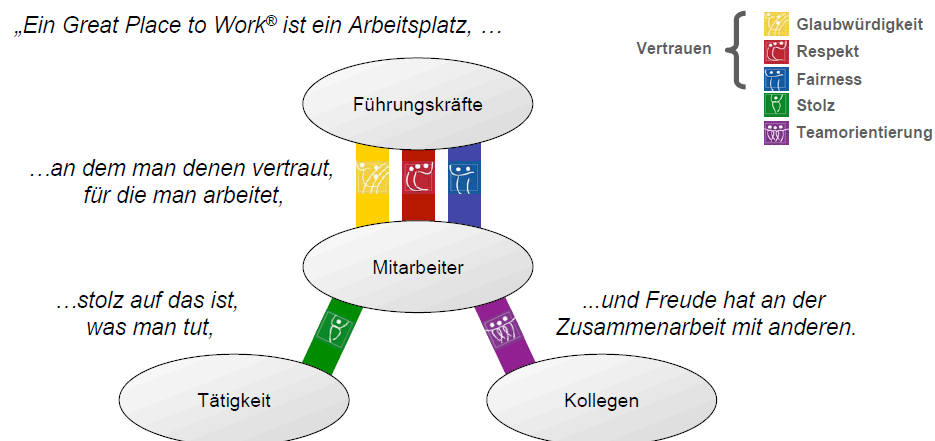 „Ein Great Place to Work® ist ein Arbeitsplatz, …
Vertrauen
Glaubwürdigkeit
Respekt
Fairness
Stolz
Teamorientierung
Führungskräfte
…an dem man denen vertraut,
für die man arbeitet,
Mitarbeiter
…stolz auf das ist,
was man tut,
...und Freude hat an der
Zusammenarbeit mit anderen.
Tätigkeit
Kollegen